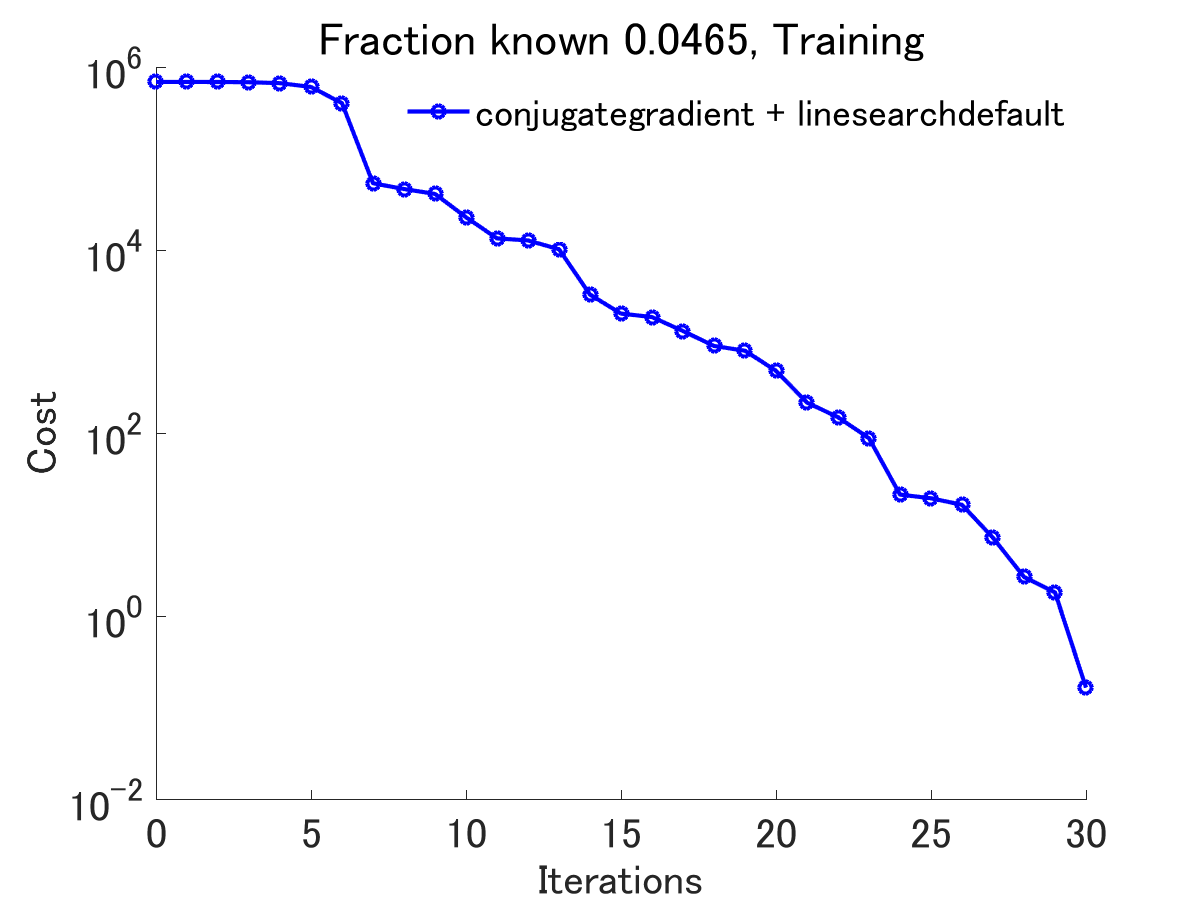 Fraction known 0.0465, Training
conjugategradient + linesearchdefault
10^6
10^4
10^2
10^0
10^-2
Cost
0 5 10 15 20 25 30
Iterations